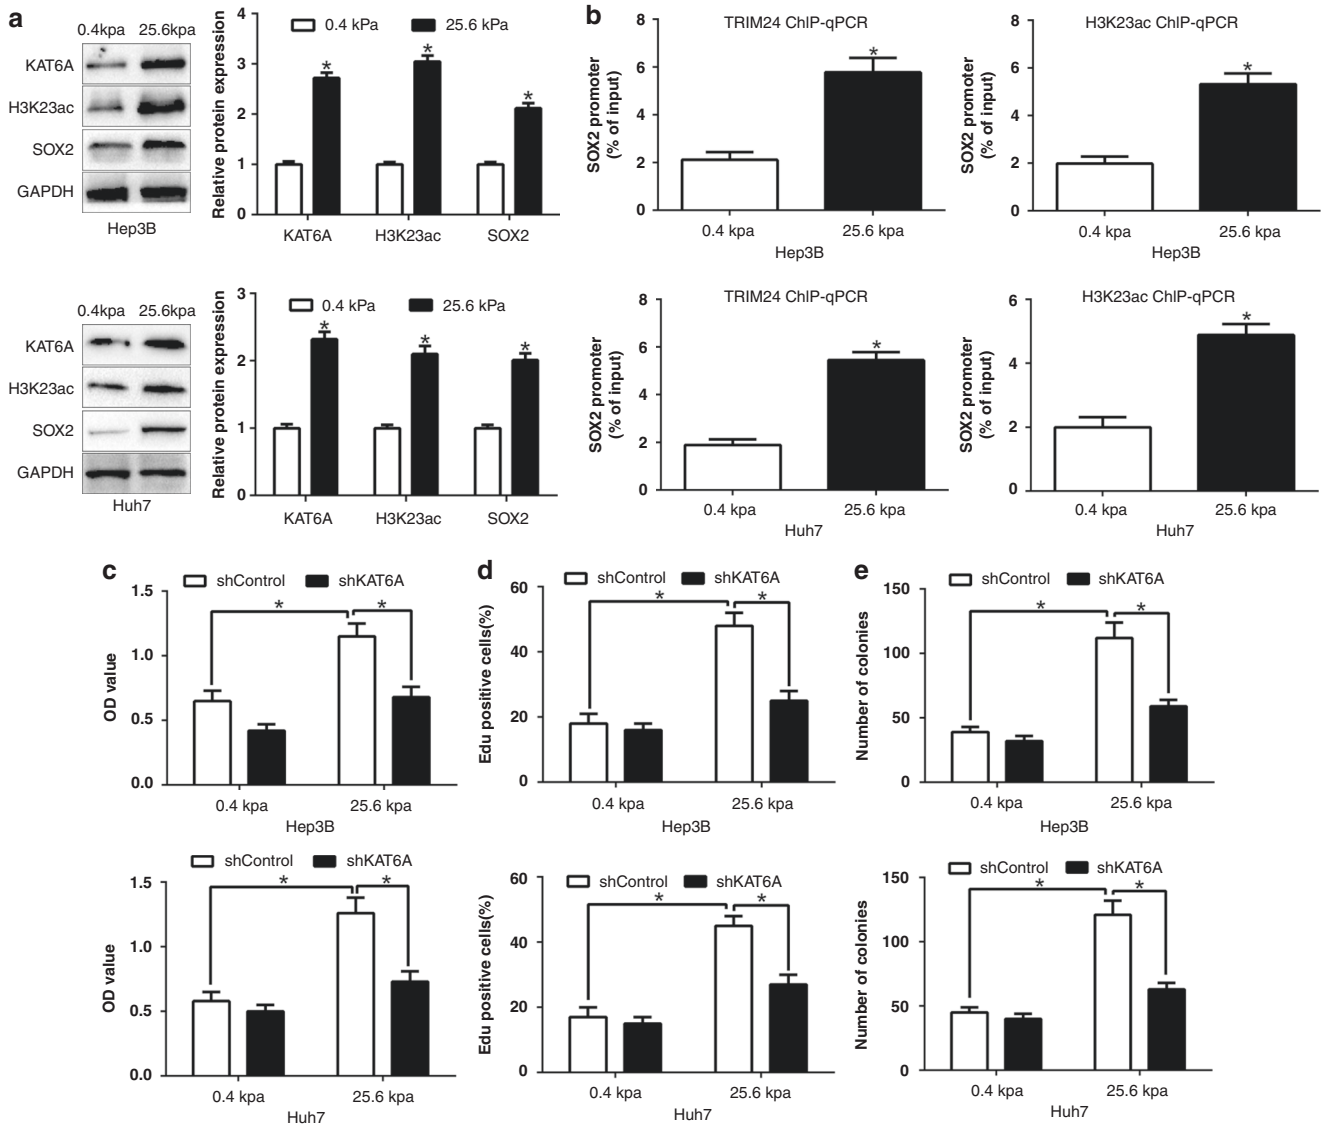 a
0.4kpa 25.6kpa
KAT6A
H3K23ac
SOX2
GAPDH
Hep3B
Relative protein expression
0.4 kPa 25.6 kPa
4
3
2
1
0
* * *
KAT6A H3K23ac SOX2
b
TRIM24 ChIP-qPCR
SOX2 promoter
(% of input)
8
6
4
2
0
*
0.4 kpa 25.6 kpa
Hep3B
H3K23ac ChIP-qPCR
SOX2 promoter
(% of input)
8
6
4
2
0
*
0.4 kpa 25.6 kpa
Hep3B
0.4kpa 25.6kpa
KAT6A
H3K23ac
SOX2
GAPDH
Huh7
Relative protein expression
0.4 kPa 25.6 kPa
3
2
1
0
* * *
KAT6A H3K23ac SOX2
TRIM24 ChIP-qPCR
SOX2 promoter
(% of input)
8
6
4
2
0
*
0.4 kpa 25.6 kpa
Huh7
H3K23ac ChIP-qPCR
SOX2 promoter
(% of input)
6
4
2
0
*
0.4 kpa 25.6 kpa
Huh7
c
shControl shKAT6A
OD value
1.5
1.0
0.5
0.0
* *
0.4 kpa 25.6 kpa
Hep3B
d
shControl shKAT6A
Edu positive cells(%)
60
40
20
0
* *
0.4 kpa 25.6 kpa
Hep3B
e
shControl shKAT6A
Number of colonies
150
100
50
0
* *
0.4 kpa 25.6 kpa
Hep3B
shControl shKAT6A
OD value
1.5
1.0
0.5
0.0
* *
0.4 kpa 25.6 kpa
Huh7
shControl shKAT6A
Edu positive cells(%)
60
40
20
0
* *
0.4 kpa 25.6 kpa
Huh7
shControl shKAT6A
Number of colonies
150
100
50
0
* *
0.4 kpa 25.6 kpa
Huh7